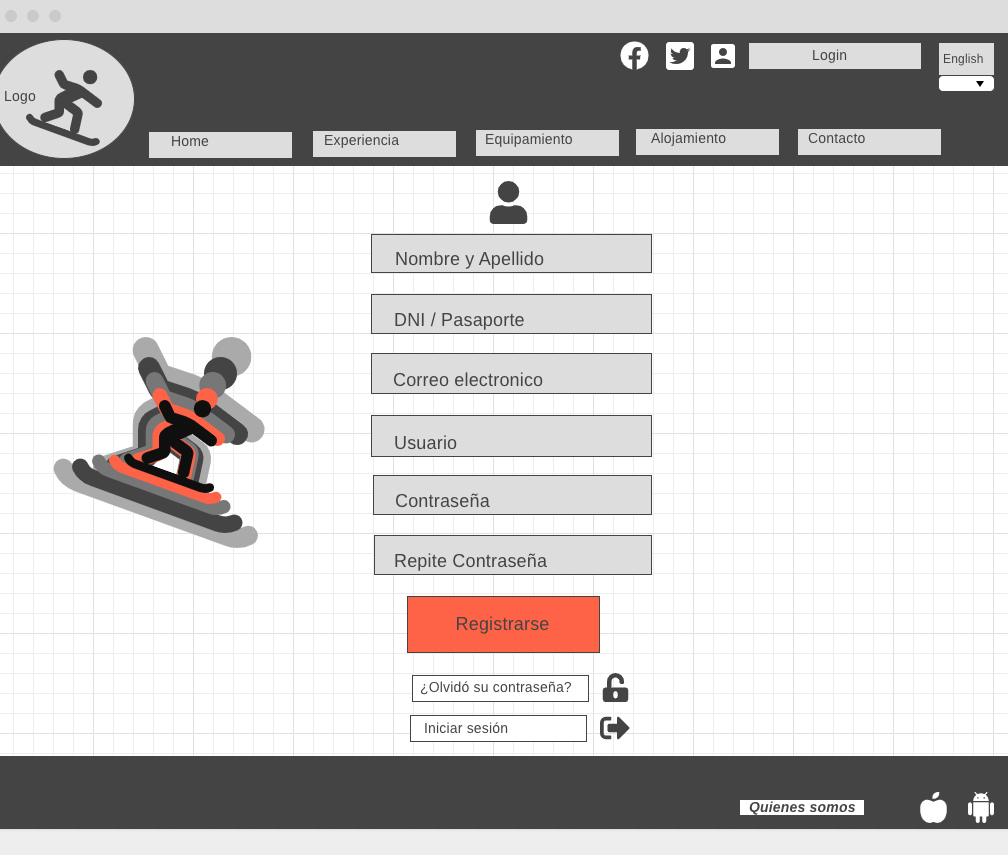 Login
English
Logo
Home
Experiencia
Equipamiento
Alojamiento
Contacto
Nombre y Apellido
DNI / Pasaporte
Correo electronico
Usuario
Contraseña
Repite Contraseña
Registrarse
¿Olvidó su contraseña?
Iniciar sesión
Quienes somos